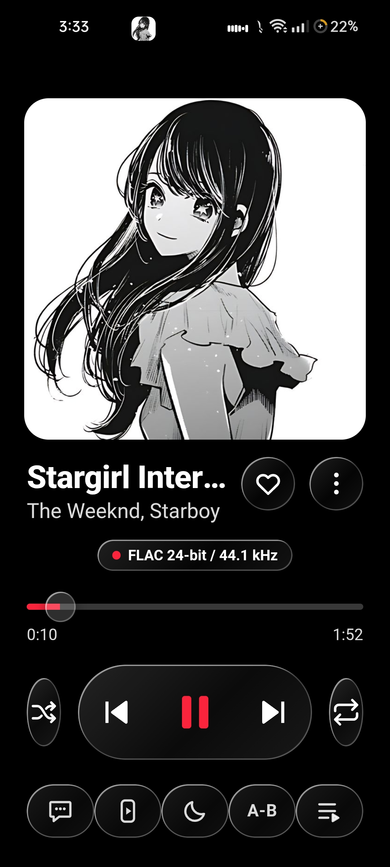 3:33
22%
Stargirl Inter...
The Weeknd, Starboy
FLAC 24-bit / 44.1 kHz
0:10
1:52
A-B